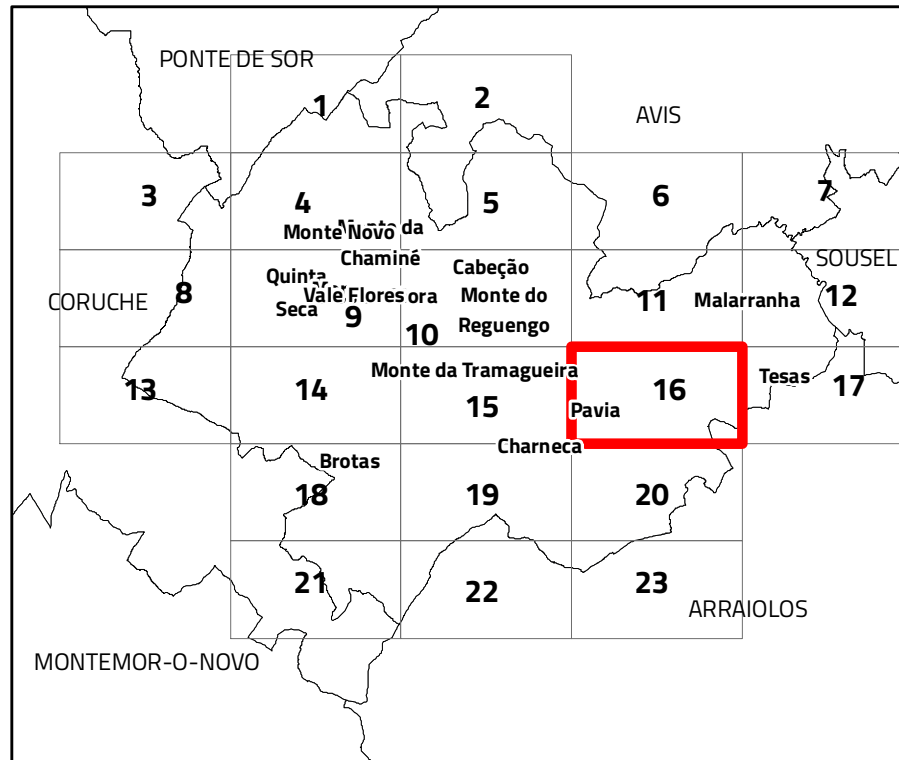 PONTE DE SOR
1
2
AVIS
3
4
5
6
7
Monte Novo
da
Chaminé
SOUSEL
Quinta
Seca
Vale Flores
ora
Cabeção
Monte do
Reguengo
CORUCHE
8
9
10
11
Malarranha
12
13
14
Monte da Tramagueira
15
16
Pavia
Tesas
17
Charneca
Brotas
18
19
20
21
22
23
ARRAIOLOS
MONTEMOR-O-NOVO